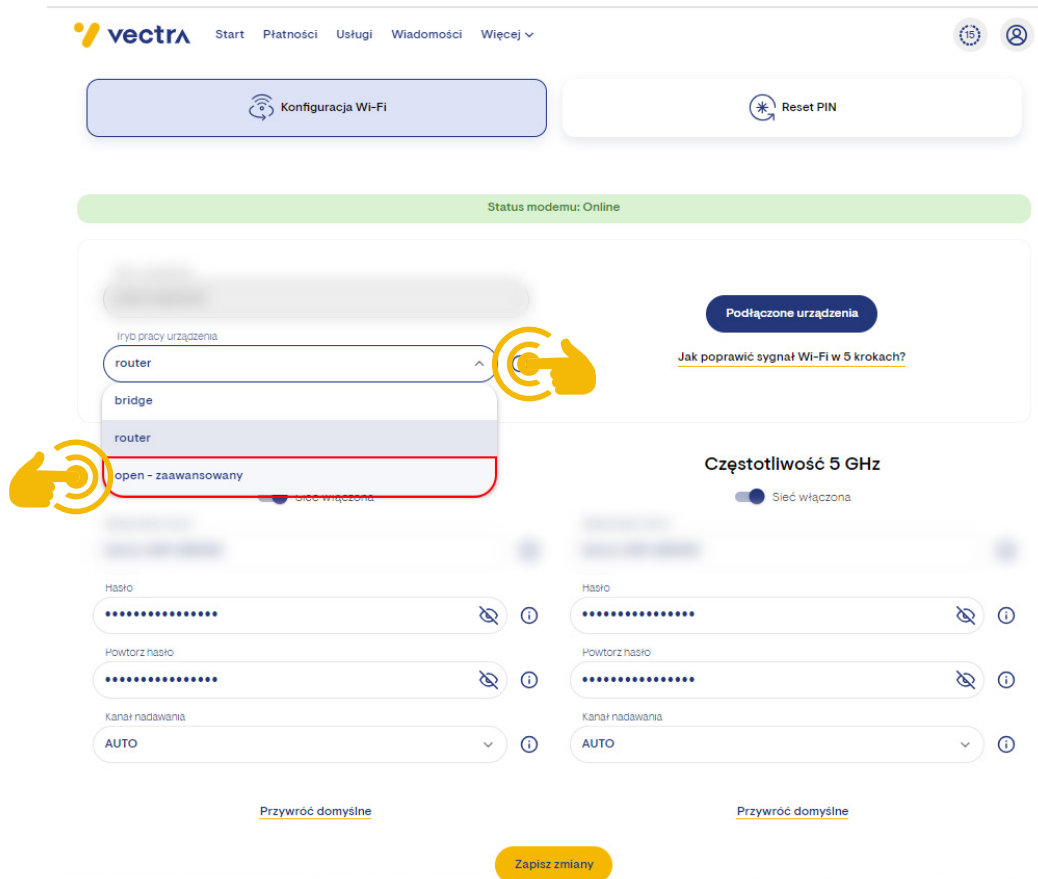 vectra Start Płatności Usługi Wiadomości Więcej 15
Konfiguracja Wi-Fi Reset PIN
Status modemu: Online
Tryb pracy urządzenia
router
bridge
router
open - zaawansowany
Podłączone urządzenia
Jak poprawić sygnał Wi-Fi w 5 krokach?
Sieć włączona
Hasło
••••••••••••••••
Powtorz hasło
••••••••••••••••
Kanał nadawania
AUTO
Przywróć domyślne
Częstotliwość 5 GHz
Sieć włączona
Hasło
••••••••••••••••
Powtorz hasło
••••••••••••••••
Kanał nadawania
AUTO
Przywróć domyślne
Zapisz zmiany